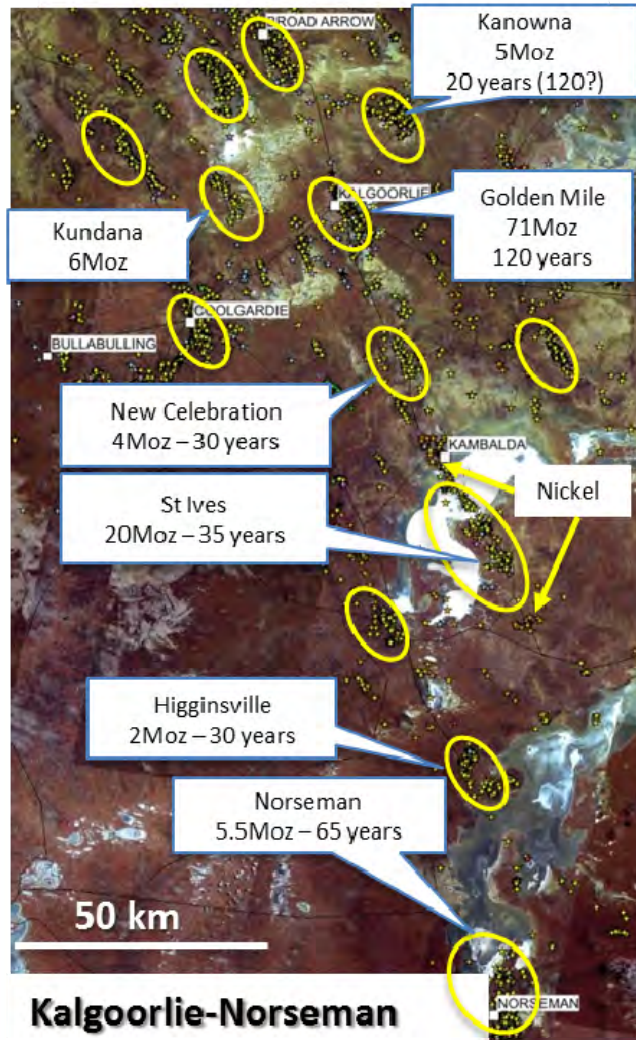 BROAD ARROW
Kanowna
5Moz
20 years (120?)
KALGOORLIE
Golden Mile
71Moz
120 years
Kundana
6Moz
COOLGARDIE
BULLABULLING
New Celebration
4Moz – 30 years
KAMBALDA
Nickel
St Ives
20Moz – 35 years
Higginsville
2Moz – 30 years
Norseman
5.5Moz – 65 years
50 km
NORSEMAN
Kalgoorlie-Norseman